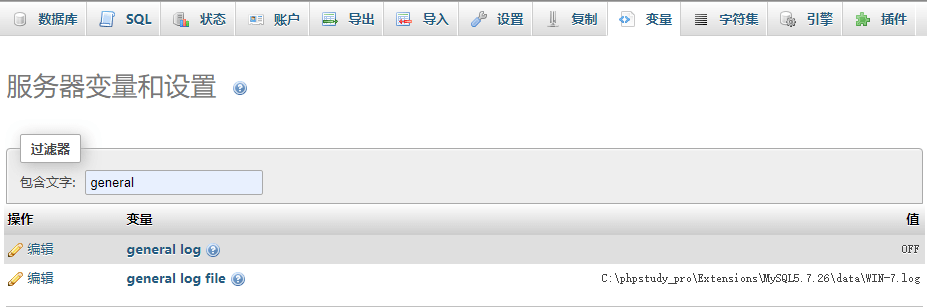 数据库 SQL 状态 账户 导出 导入 设置 复制 变量 字符集 引擎 插件
服务器变量和设置
过滤器
包含文字: general
操作 变量 值
编辑 general log OFF
编辑 general log file C:\phpstudy_pro\Extensions\MySQL5.7.26\data\WIN-7.log